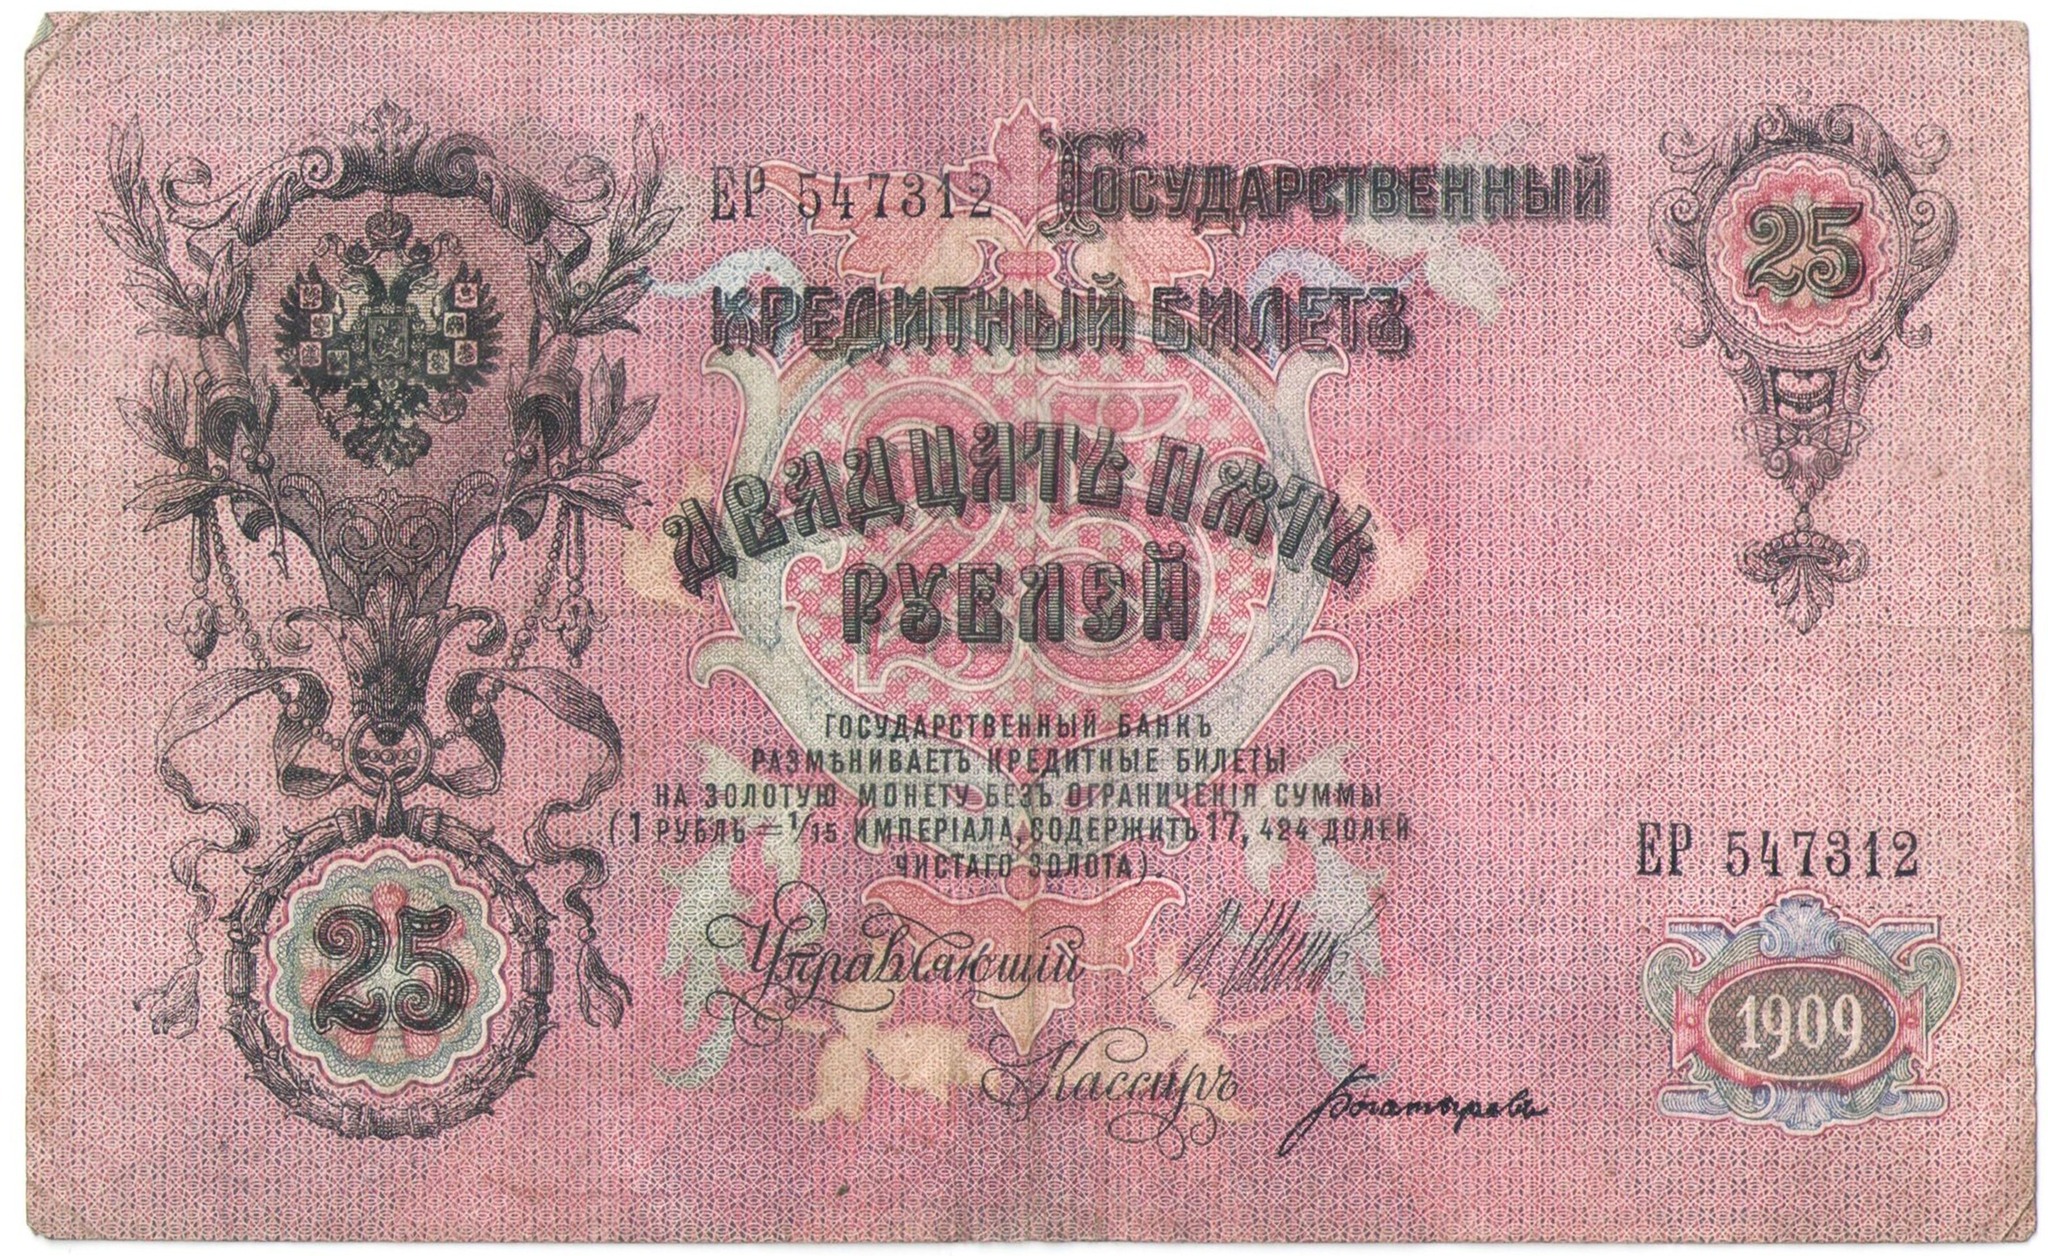 ЕР 547312 Государственный
25
кредитный билетъ
двадцать пять
рублей
государственный банкъ
размѣниваетъ кредитные билеты
на золотую монету безъ ограниченія суммы
(1 рубль = 1/15 имперіала, содержитъ 17,424 долей
чистаго золота).
ЕР 547312
25
Управляющій
1909
Кассиръ
Богатыревъ